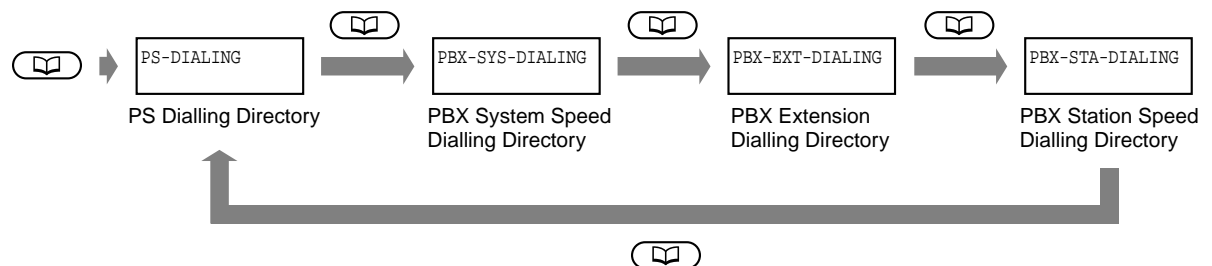 PS-DIALING
PBX-SYS-DIALING
PBX-EXT-DIALING
PBX-STA-DIALING
PS Dialling Directory
PBX System Speed
Dialling Directory
PBX Extension
Dialling Directory
PBX Station Speed
Dialling Directory